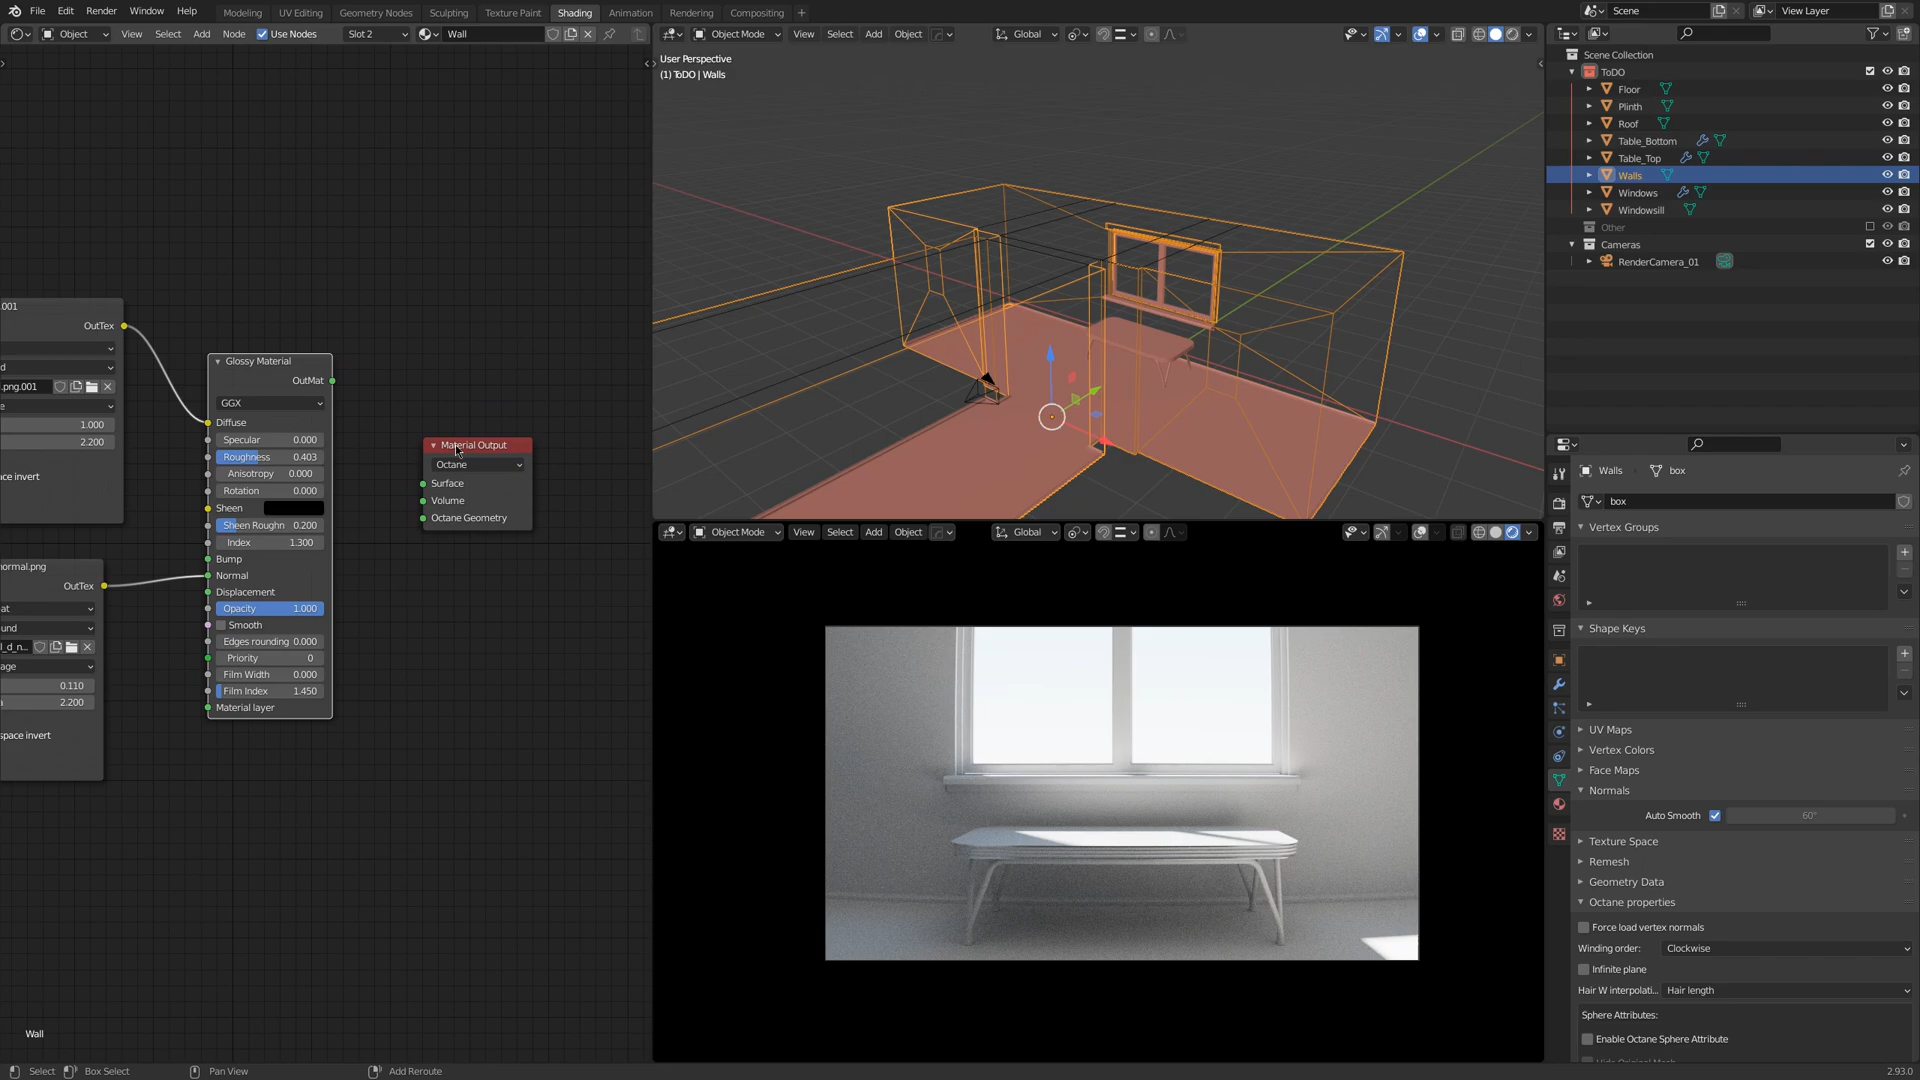 File Edit Render Window Help Modeling UV Editing Geometry Nodes Sculpting Texture Paint Shading Animation Rendering Compositing + Scene View Layer
Object View Select Add Node Use Nodes Slot 2 Wall
Object Mode View Select Add Object Global
User Perspective
(1) ToDO | Walls
.001
OutTex
d
.png.001
e
1.000
2.200
ace invert
Glossy Material
OutMat
GGX
Diffuse
Specular 0.000
Roughness 0.403
Anisotropy 0.000
Rotation 0.000
Sheen
Sheen Roughn 0.200
Index 1.300
Bump
Normal
Displacement
Opacity 1.000
Smooth
Edges rounding 0.000
Priority 0
Film Width 0.000
Film Index 1.450
Material layer
Material Output
Octane
Surface
Volume
Octane Geometry
normal.png
OutTex
at
und
l_d_n...
age
0.110
a 2.200
space invert
Wall
Object Mode View Select Add Object Global
Scene Collection
ToDO
Floor
Plinth
Roof
Table_Bottom
Table_Top
Walls
Windows
Windowsill
Other
Cameras
RenderCamera_01
Walls box
box
Vertex Groups
Shape Keys
UV Maps
Vertex Colors
Face Maps
Normals
Auto Smooth 60°
Texture Space
Remesh
Geometry Data
Octane properties
Force load vertex normals
Winding order: Clockwise
Infinite plane
Hair W interpolati... Hair length
Sphere Attributes:
Enable Octane Sphere Attribute
Select Box Select Pan View Add Reroute 2.93.0